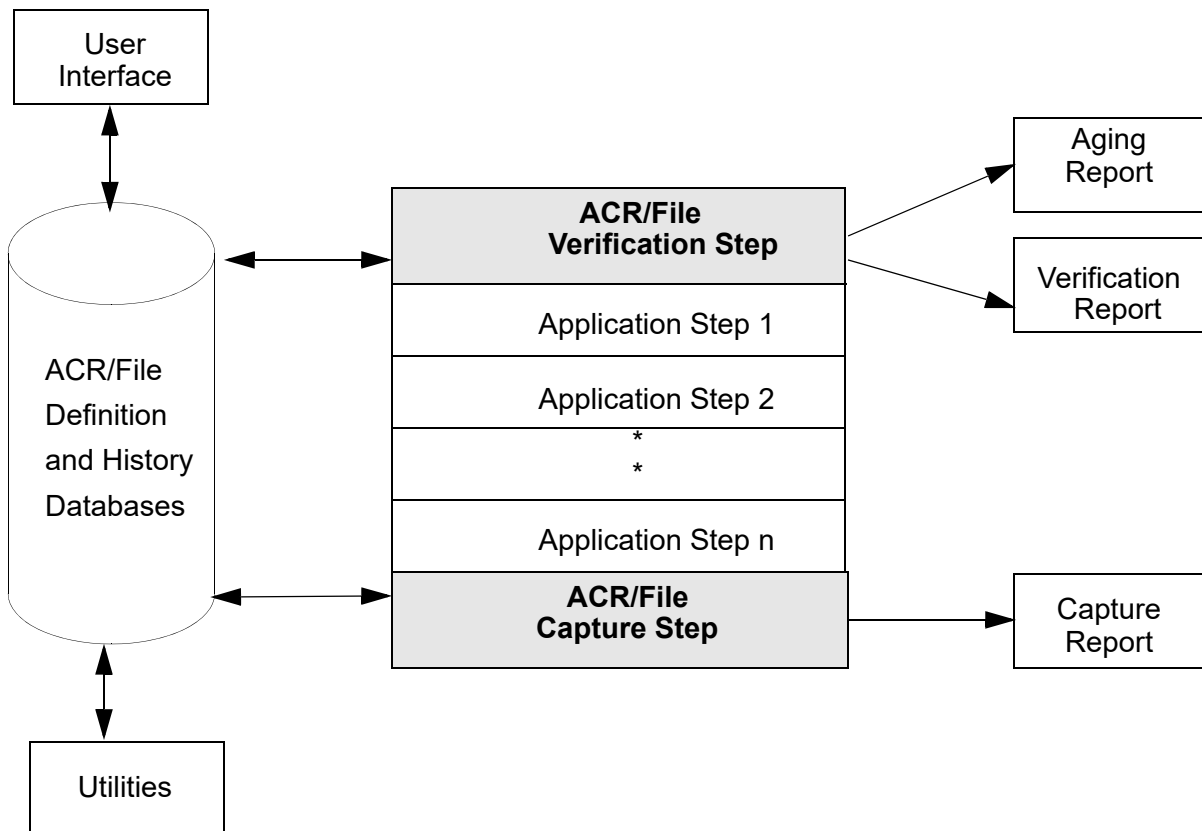 User
Interface
ACR/File
Definition
and History
Databases
Utilities
ACR/File
Verification Step
Application Step 1
Application Step 2
*
*
Application Step n
ACR/File
Capture Step
Aging
Report
Verification
Report
Capture
Report